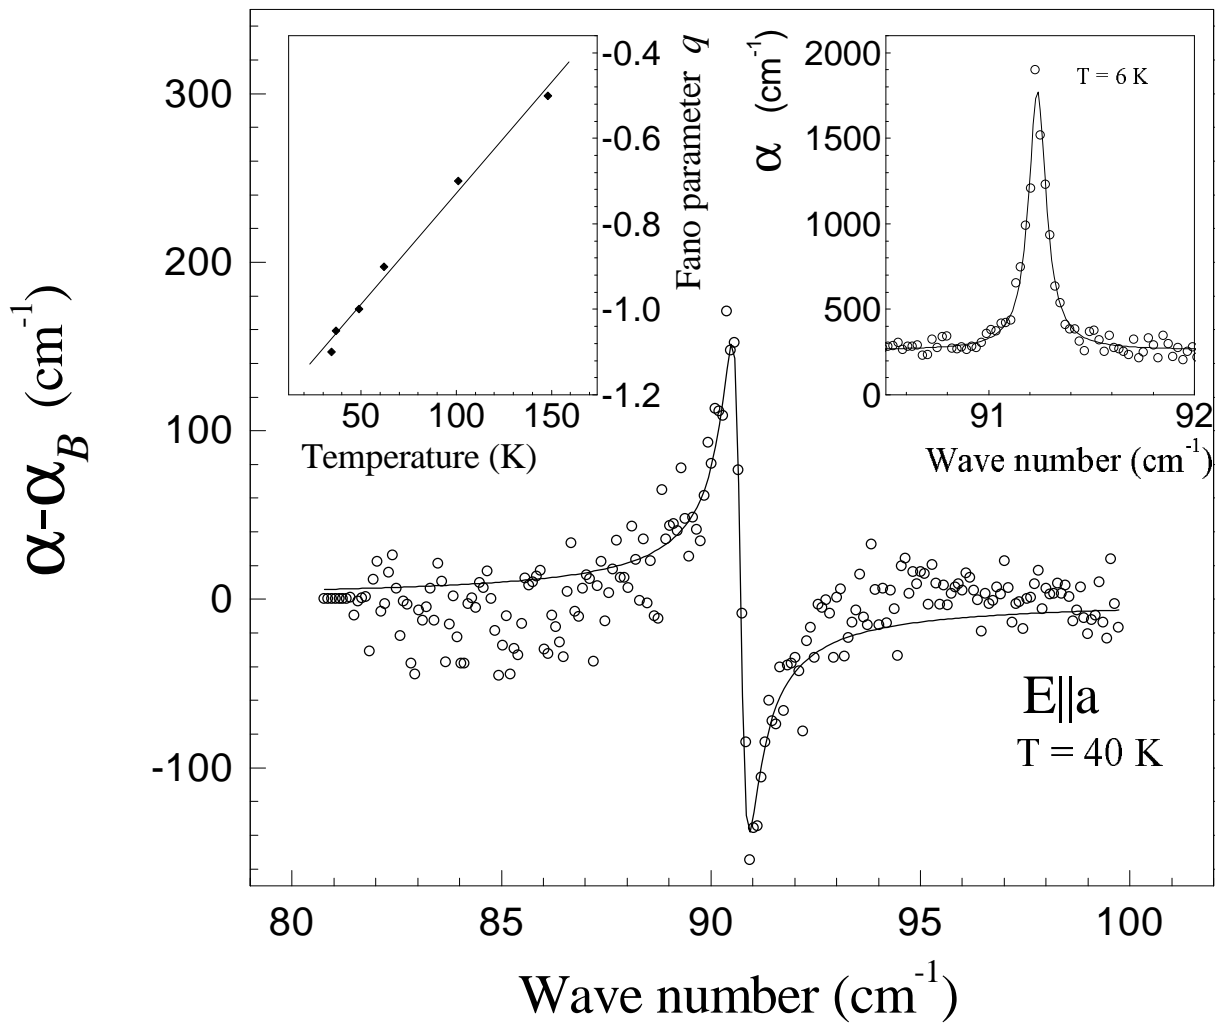 α-α_B (cm⁻¹)
300
200
100
0
-100
80
85
90
95
100
Wave number (cm⁻¹)
E||a
T = 40 K
-0.4
-0.6
-0.8
-1.0
-1.2
Fano parameter q
50
100
150
Temperature (K)
α (cm⁻¹)
2000
1500
1000
500
0
T = 6 K
91
92
Wave number (cm⁻¹)